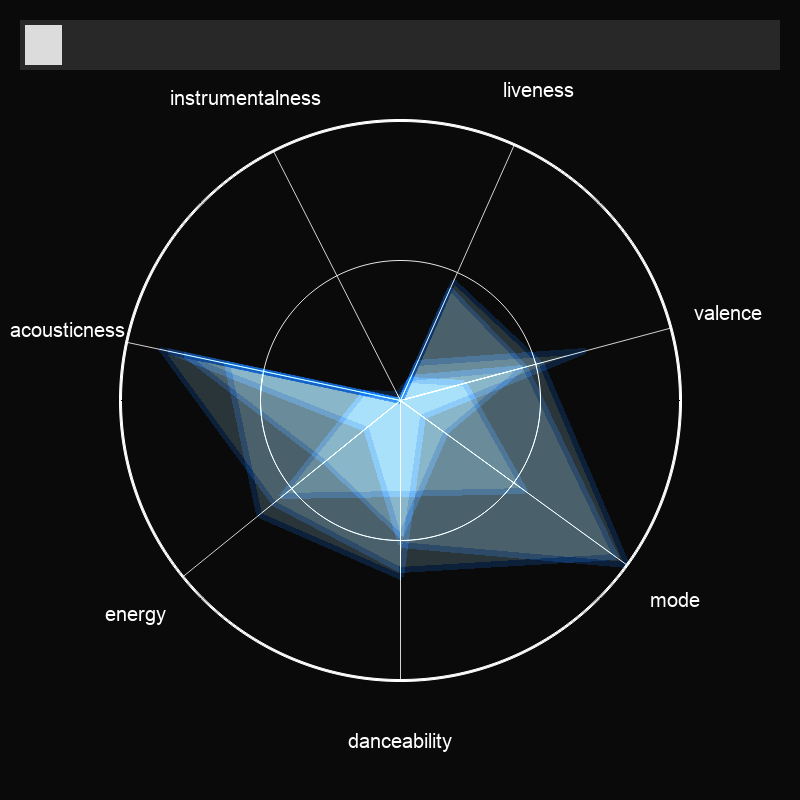 liveness
instrumentalness
valence
acousticness
mode
energy
danceability